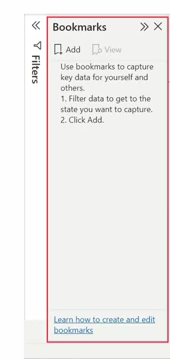 Bookmarks
Add View
Filters
Use bookmarks to capture
key data for yourself and
others.
1. Filter data to get to the
state you want to capture.
2. Click Add.
Learn how to create and edit
bookmarks